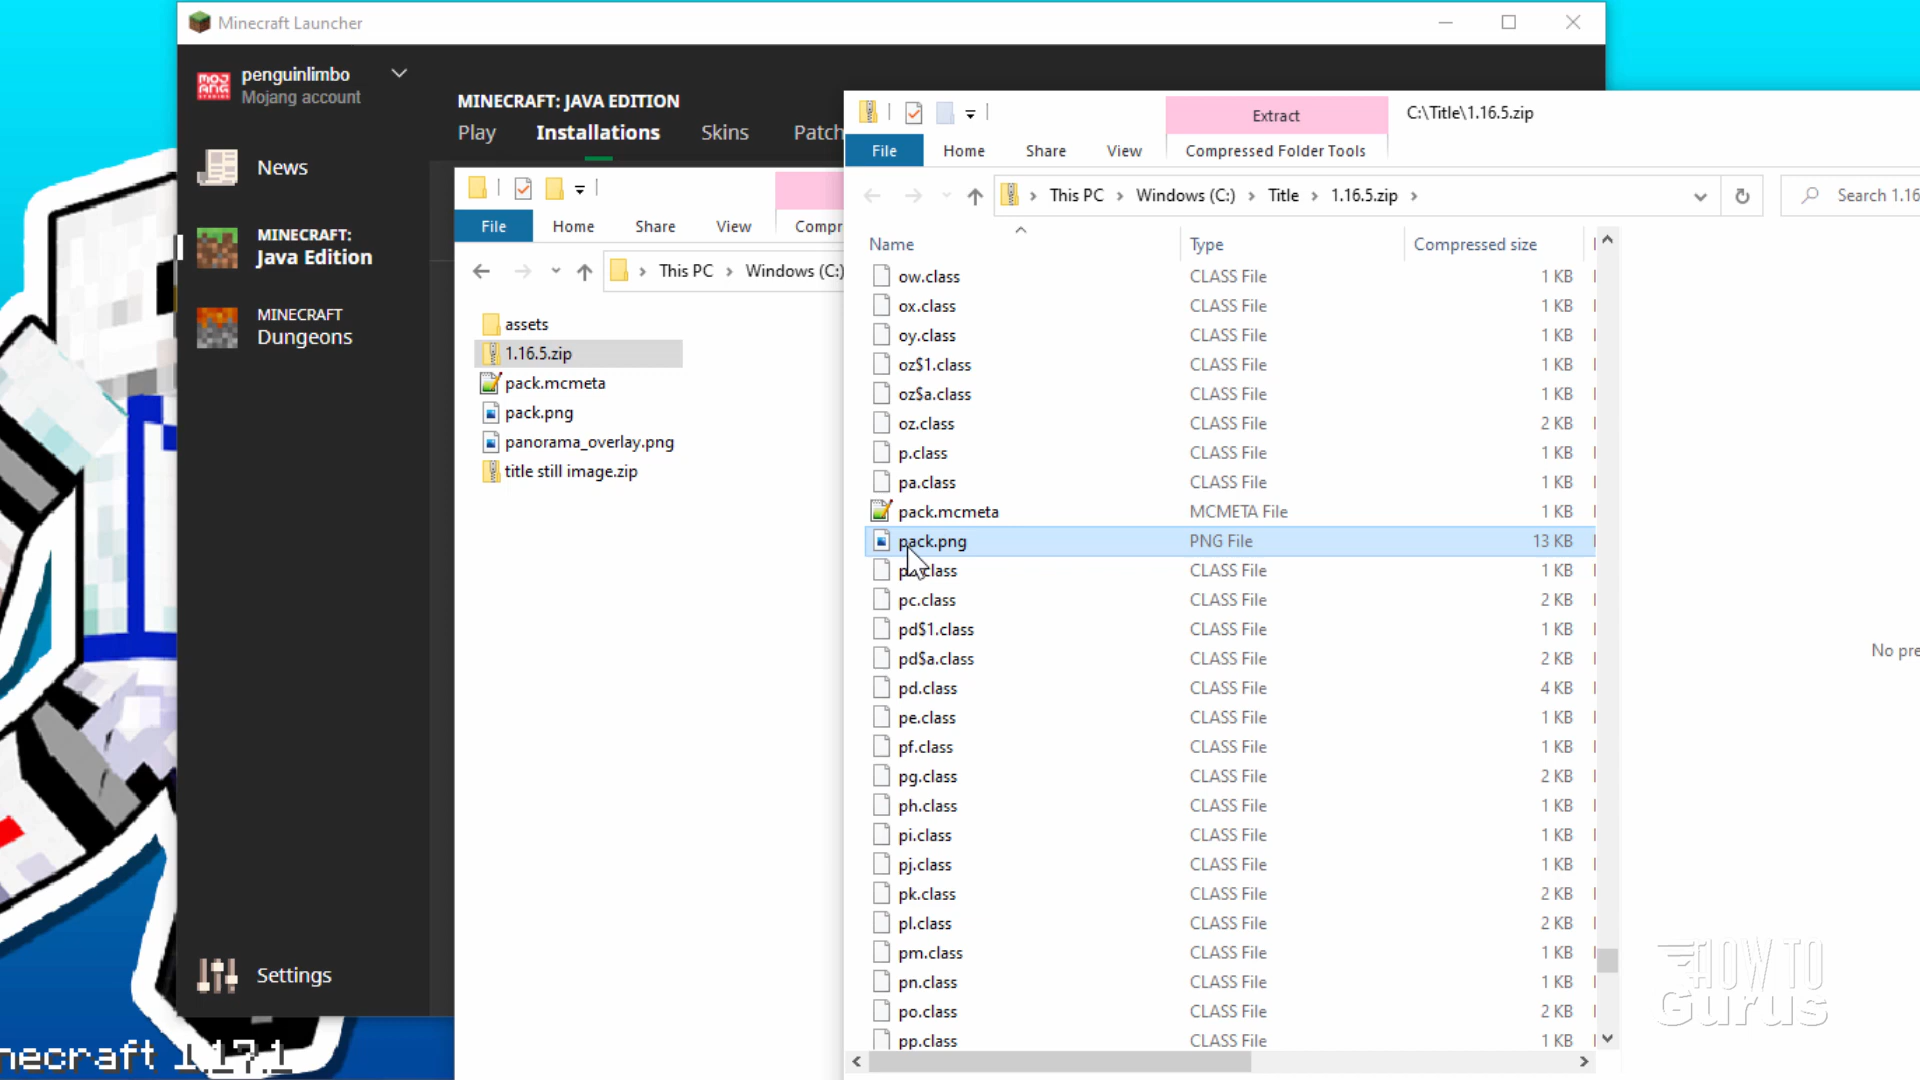 Minecraft Launcher
penguinlimbo
Mojang account
News
MINECRAFT:
Java Edition
MINECRAFT
Dungeons
Settings
MINECRAFT: JAVA EDITION
Play Installations Skins Patch
File Home Share View Compr
This PC Windows (C:)
assets
1.16.5.zip
pack.mcmeta
pack.png
panorama_overlay.png
title still image.zip
Extract C:\Title\1.16.5.zip
File Home Share View Compressed Folder Tools
This PC Windows (C:) Title 1.16.5.zip Search 1.16
Name Type Compressed size
ow.class CLASS File 1 KB
ox.class CLASS File 1 KB
oy.class CLASS File 1 KB
oz$1.class CLASS File 1 KB
oz$a.class CLASS File 1 KB
oz.class CLASS File 2 KB
p.class CLASS File 1 KB
pa.class CLASS File 1 KB
pack.mcmeta MCMETA File 1 KB
pack.png PNG File 13 KB
class CLASS File 1 KB
pc.class CLASS File 2 KB
pd$1.class CLASS File 1 KB
pd$a.class CLASS File 2 KB
pd.class CLASS File 4 KB
pe.class CLASS File 1 KB
pf.class CLASS File 1 KB
pg.class CLASS File 2 KB
ph.class CLASS File 1 KB
pi.class CLASS File 1 KB
pj.class CLASS File 1 KB
pk.class CLASS File 2 KB
pl.class CLASS File 2 KB
pm.class CLASS File 1 KB
pn.class CLASS File 1 KB
po.class CLASS File 2 KB
pp.class CLASS File 1 KB
No pre
HOW TO
Gurus
necraft 1.17.1